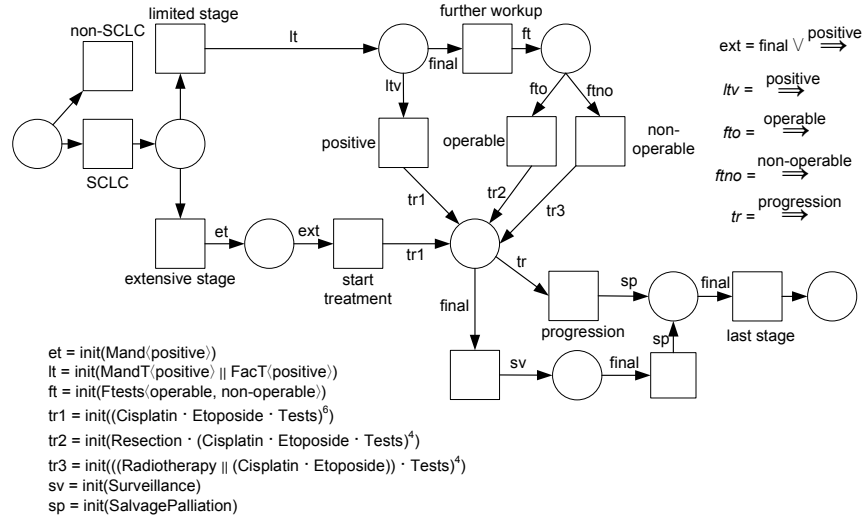 limited stage
further workup
non-SCLC
lt
final
ft
ext = final ∨ positive ⟹
ltv
fto
ftno
ltv = positive ⟹
positive
operable
non-operable
fto = operable ⟹
SCLC
ftno = non-operable ⟹
tr1
tr2
tr3
tr = progression ⟹
et
ext
tr1
tr
extensive stage
start treatment
final
sp
final
progression
last stage
sp
sv
final
et = init(Mand⟨positive⟩)
lt = init(MandT⟨positive⟩ || FacT⟨positive⟩)
ft = init(Ftests⟨operable, non-operable⟩)
tr1 = init((Cisplatin · Etoposide · Tests)⁶)
tr2 = init(Resection · (Cisplatin · Etoposide · Tests)⁴)
tr3 = init(((Radiotherapy || (Cisplatin · Etoposide)) · Tests)⁴)
sv = init(Surveillance)
sp = init(SalvagePalliation)